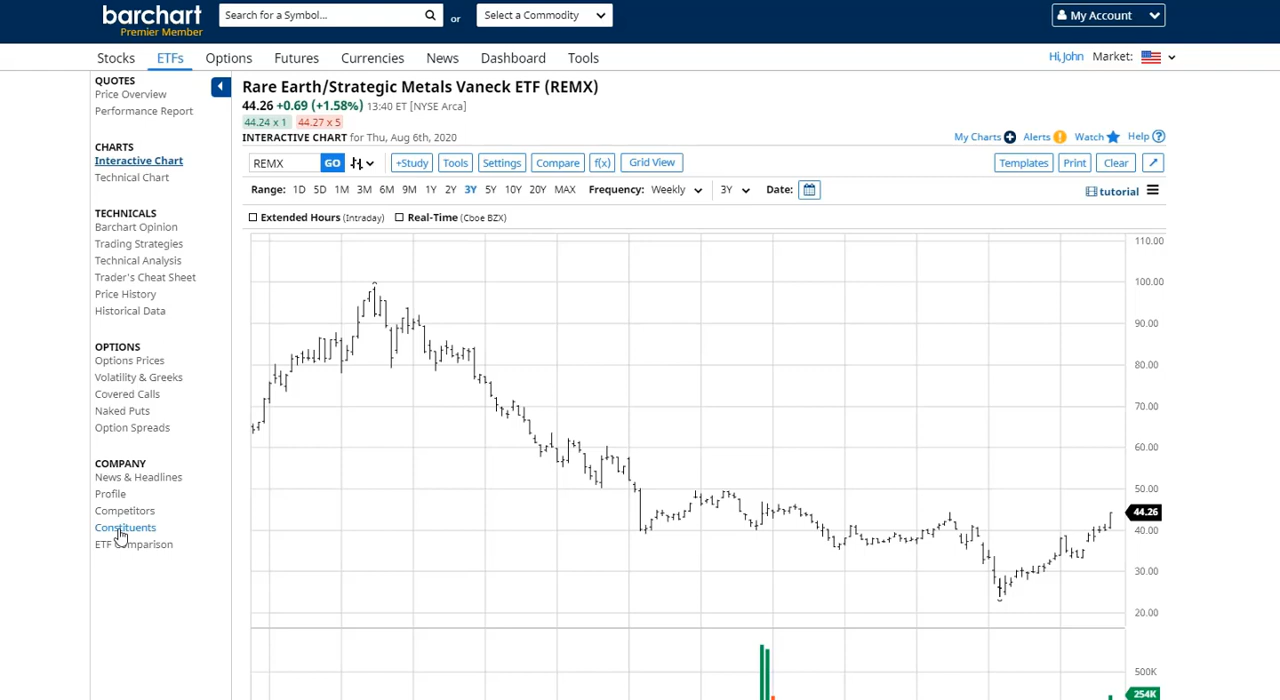 barchart
Premier Member
Search for a Symbol...
or
Select a Commodity
My Account
Stocks ETFs Options Futures Currencies News Dashboard Tools
Hi, John Market:
QUOTES
Price Overview
Performance Report
CHARTS
Interactive Chart
Technical Chart
TECHNICALS
Barchart Opinion
Trading Strategies
Technical Analysis
Trader's Cheat Sheet
Price History
Historical Data
OPTIONS
Options Prices
Volatility & Greeks
Covered Calls
Naked Puts
Option Spreads
COMPANY
News & Headlines
Profile
Competitors
Constituents
ETF Comparison
Rare Earth/Strategic Metals Vaneck ETF (REMX)
44.26 +0.69 (+1.58%) 13:40 ET [NYSE Arca]
44.24 x 1 44.27 x 5
INTERACTIVE CHART for Thu, Aug 6th, 2020
My Charts Alerts Watch Help
REMX GO +Study Tools Settings Compare f(x) Grid View Templates Print Clear
Range: 1D 5D 1M 3M 6M 9M 1Y 2Y 3Y 5Y 10Y 20Y MAX Frequency: Weekly 3Y Date:
tutorial
Extended Hours (Intraday) Real-Time (Cboe BZX)
110.00
100.00
90.00
80.00
70.00
60.00
50.00
44.26
40.00
30.00
20.00
500K
254K